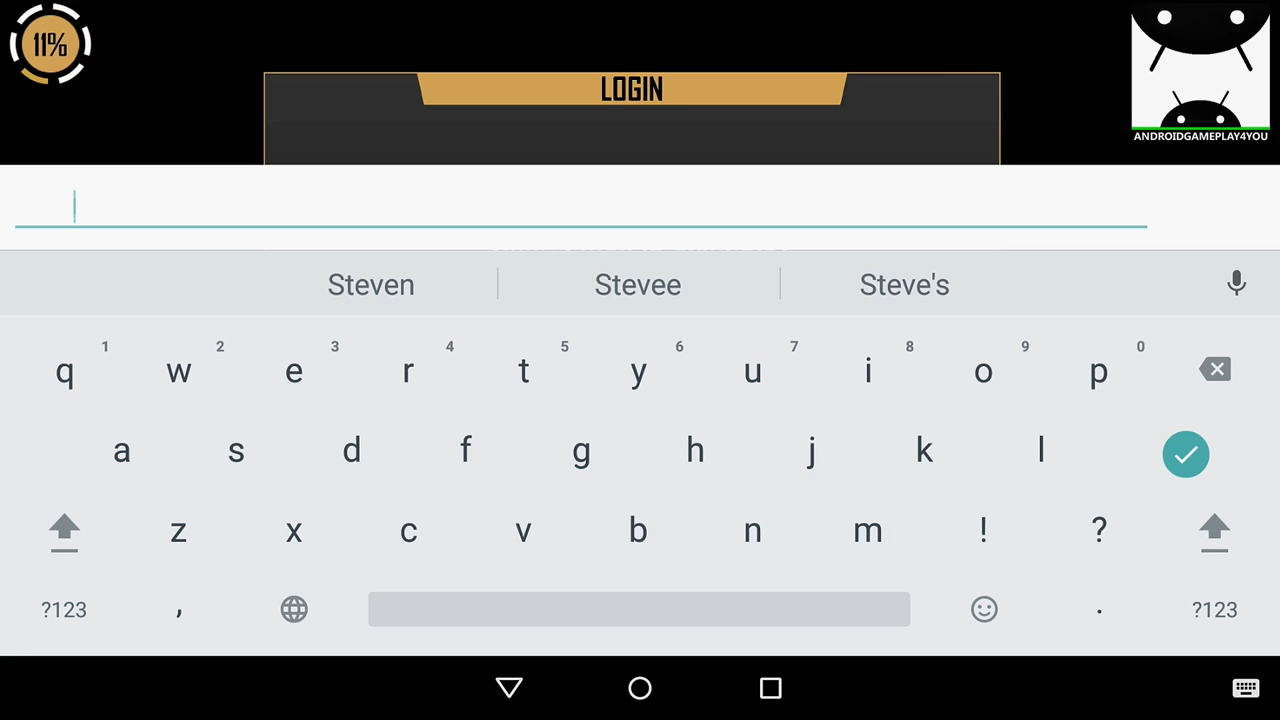 11%
LOGIN
ANDROIDGAMEPLAY4YOU
Steven Stevee Steve's
1 2 3 4 5 6 7 8 9 0
q w e r t y u i o p
a s d f g h j k l
z x c v b n m ! ?
?123 , . ?123